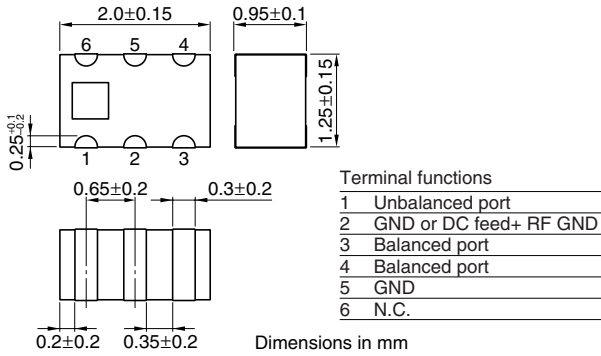 2.0±0.15
0.95±0.1
6 5 4
1.25±0.15
0.25+0.1 −0.2
1 2 3
0.65±0.2
0.3±0.2
0.2±0.2
0.35±0.2
Terminal functions
1 Unbalanced port
2 GND or DC feed+ RF GND
3 Balanced port
4 Balanced port
5 GND
6 N.C.
Dimensions in mm